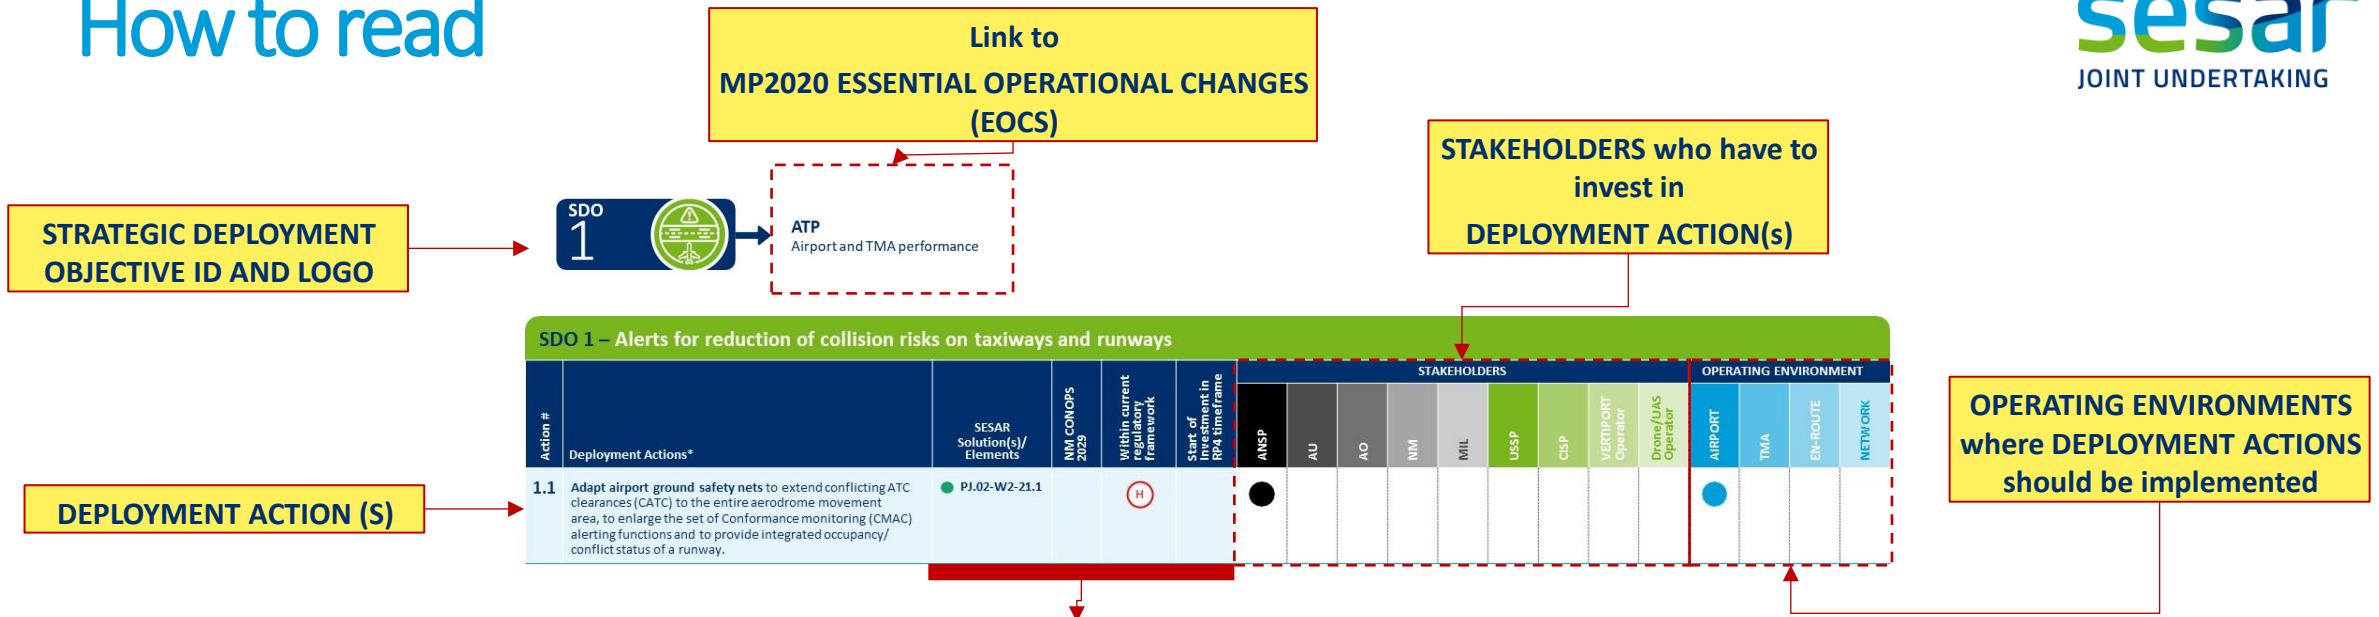 How to read
Link to
MP2020 ESSENTIAL OPERATIONAL CHANGES
(EOCS)
sesar
JOINT UNDERTAKING
STAKEHOLDERS who have to
invest in
DEPLOYMENT ACTION(s)
STRATEGIC DEPLOYMENT
OBJECTIVE ID AND LOGO
SDO
1
ATP
Airport and TMA performance
SDO 1 – Alerts for reduction of collision risks on taxiways and runways
Action #
Deployment Actions*
SESAR
Solution(s)/
Elements
NM CONOPS
2029
Within current
regulatory
framework
Start of
Investment in
RP4 timeframe
STAKEHOLDERS
ANSP
AU
AO
NM
MIL
USSP
CISP
VERTIPORT
Operator
Drone/UAS
Operator
OPERATING ENVIRONMENT
AIRPORT
TMA
EN-ROUTE
NETWORK
OPERATING ENVIRONMENTS
where DEPLOYMENT ACTIONS
should be implemented
DEPLOYMENT ACTION (S)
1.1
Adapt airport ground safety nets to extend conflicting ATC
clearances (CATC) to the entire aerodrome movement
area, to enlarge the set of Conformance monitoring (CMAC)
alerting functions and to provide integrated occupancy/
conflict status of a runway.
PJ.02-W2-21.1
H